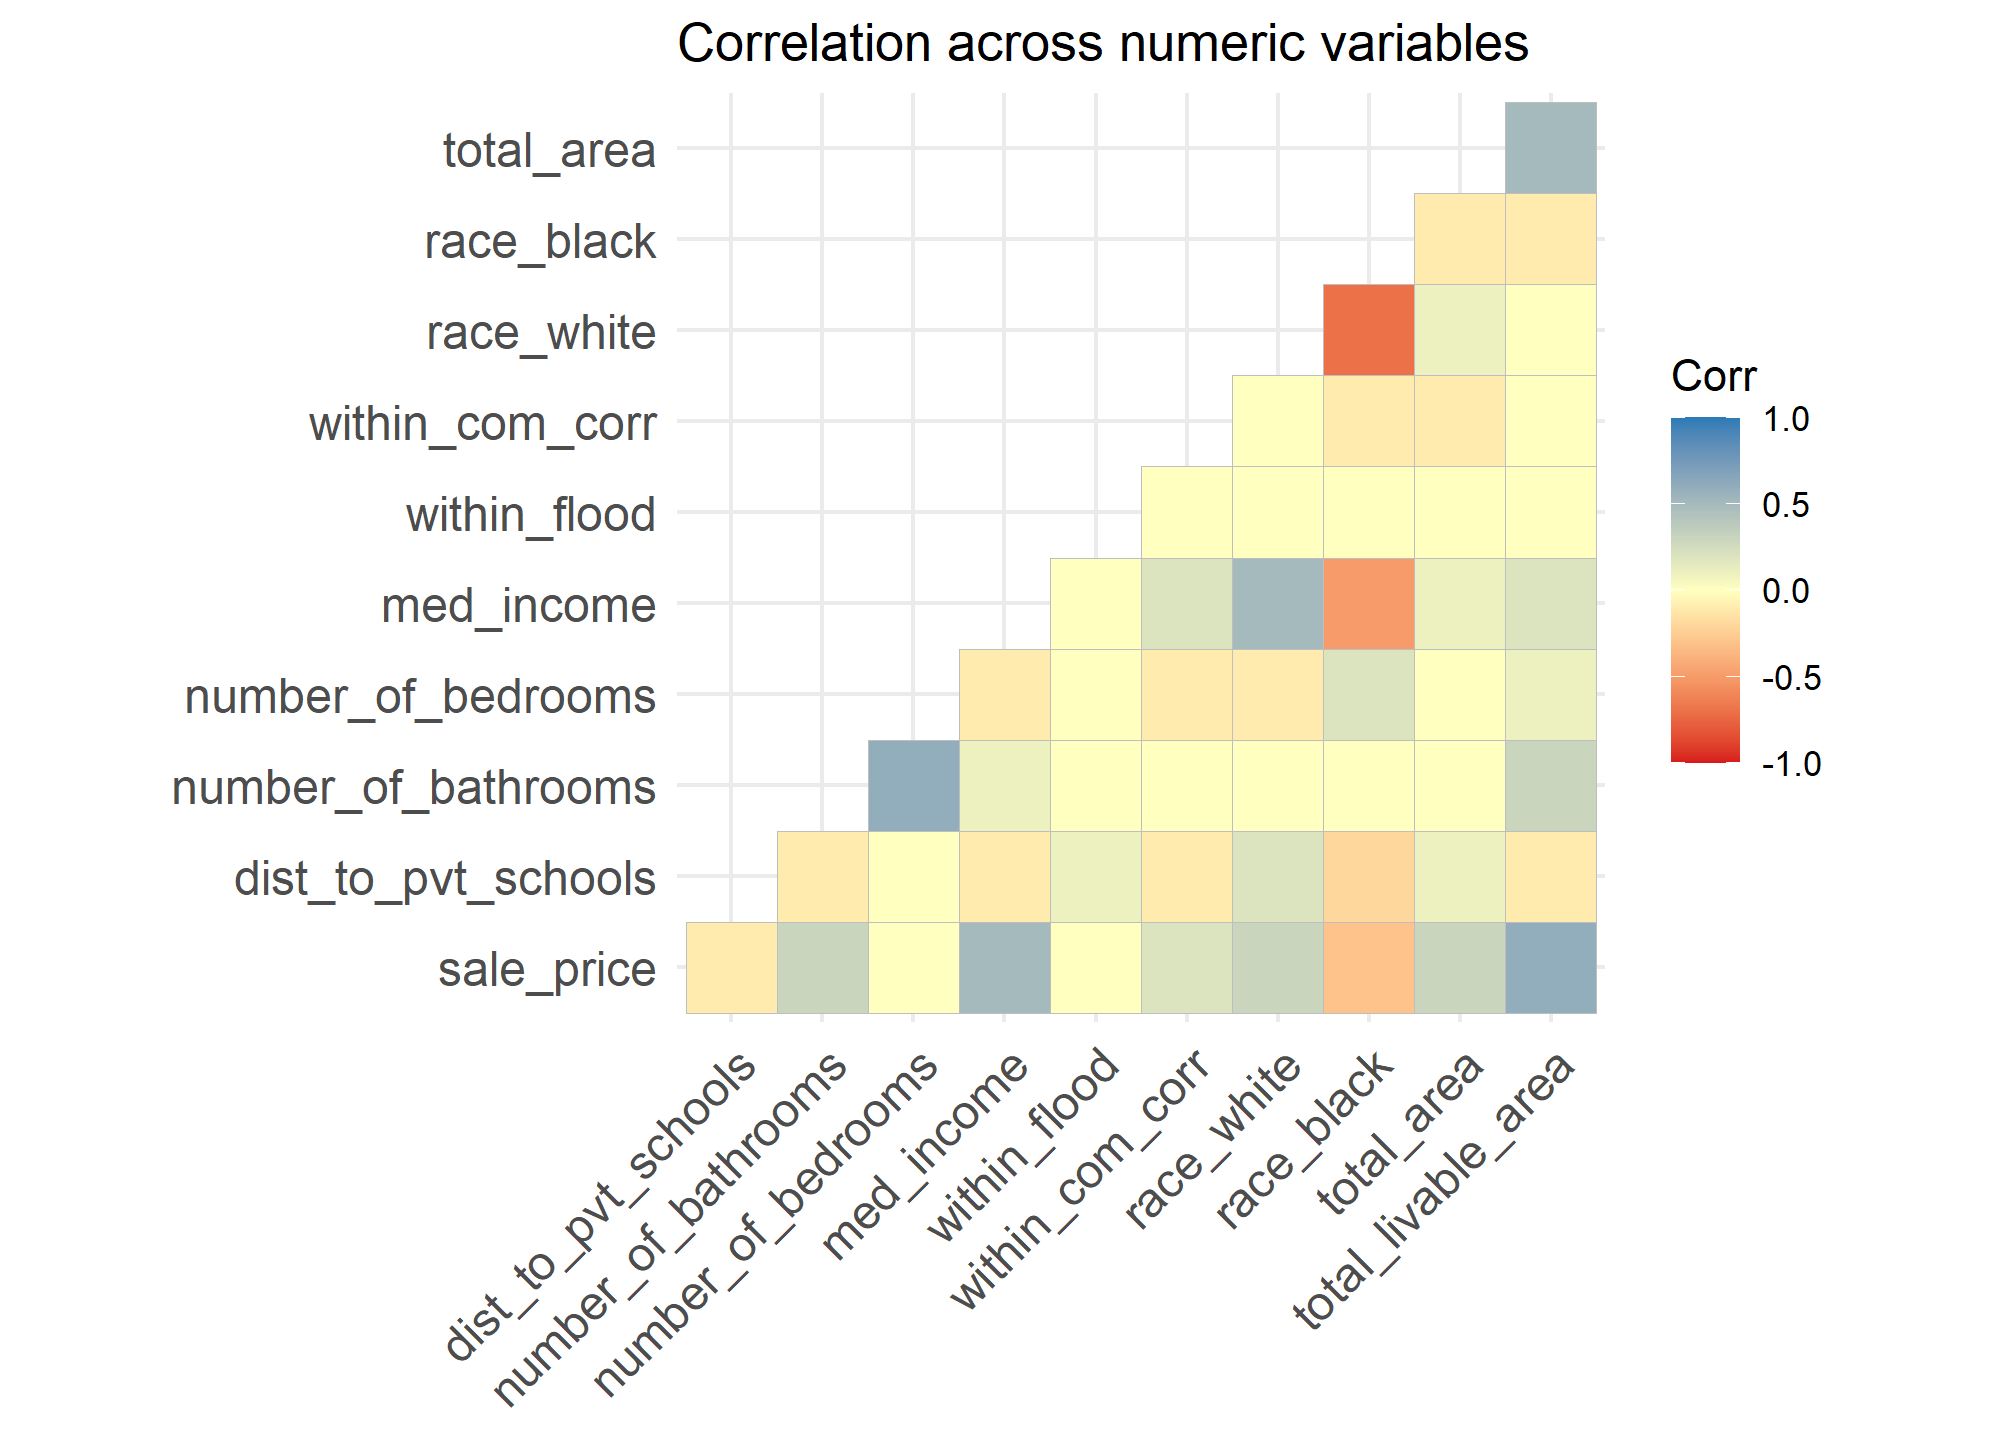 Correlation across numeric variables
total_area
race_black
race_white
within_com_corr
within_flood
med_income
number_of_bedrooms
number_of_bathrooms
dist_to_pvt_schools
sale_price
dist_to_pvt_schools
number_of_bathrooms
number_of_bedrooms
med_income
within_flood
within_com_corr
race_white
race_black
total_area
total_livable_area
Corr
1.0
0.5
0.0
-0.5
-1.0